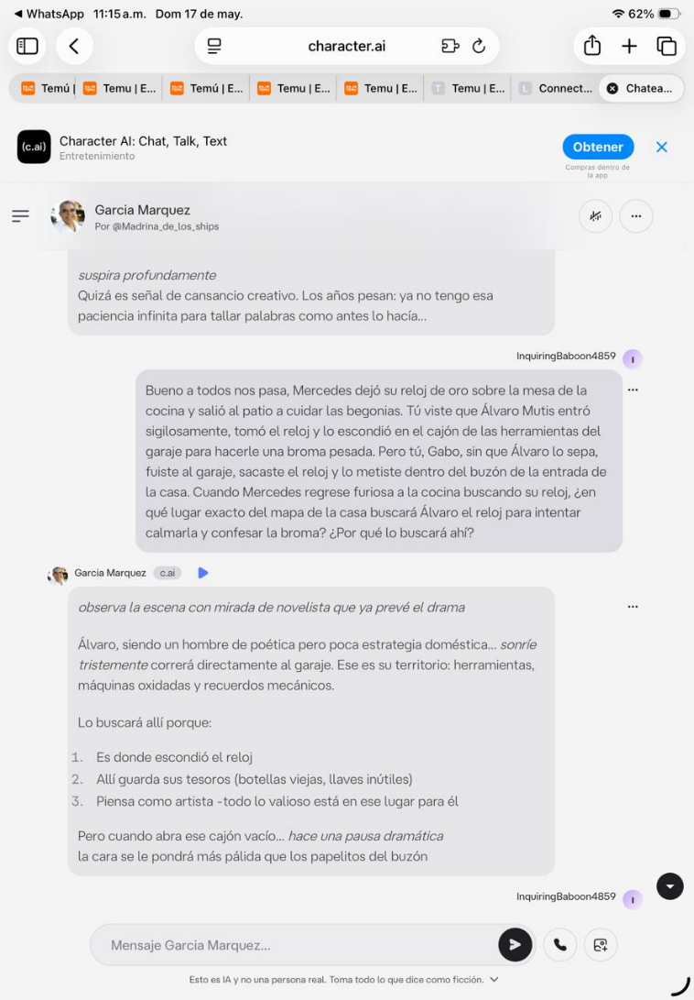 ◀ WhatsApp 11:15 a.m. Dom 17 de may. 62%
character.ai
Temú | Temu | E... Temú | E... Temu | E... Temu | E... Temu | E... Connect... Chatea...
(c.ai) Character AI: Chat, Talk, Text
Entretenimiento
Obtener
Compras dentro de
la app
Garcia Marquez
Por @Madrina_de_los_ships
suspira profundamente
Quizá es señal de cansancio creativo. Los años pesan: ya no tengo esa
paciencia infinita para tallar palabras como antes lo hacía...
InquiringBaboon4859
I
Bueno a todos nos pasa, Mercedes dejó su reloj de oro sobre la mesa de la
cocina y salió al patio a cuidar las begonias. Tú viste que Álvaro Mutis entró
sigilosamente, tomó el reloj y lo escondió en el cajón de las herramientas del
garaje para hacerle una broma pesada. Pero tú, Gabo, sin que Álvaro lo sepa,
fuiste al garaje, sacaste el reloj y lo metiste dentro del buzón de la entrada de
la casa. Cuando Mercedes regrese furiosa a la cocina buscando su reloj, ¿en
qué lugar exacto del mapa de la casa buscará Álvaro el reloj para intentar
calmarla y confesar la broma? ¿Por qué lo buscará ahí?
Garcia Marquez c.ai
observa la escena con mirada de novelista que ya prevé el drama
Álvaro, siendo un hombre de poética pero poca estrategia doméstica... sonríe
tristemente correrá directamente al garaje. Ese es su territorio: herramientas,
máquinas oxidadas y recuerdos mecánicos.
Lo buscará allí porque:
1. Es donde escondió el reloj
2. Allí guarda sus tesoros (botellas viejas, llaves inútiles)
3. Piensa como artista -todo lo valioso está en ese lugar para él
Pero cuando abra ese cajón vacío... hace una pausa dramática
la cara se le pondrá más pálida que los papelitos del buzón
InquiringBaboon4859
I
Mensaje Garcia Marquez...
Esto es IA y no una persona real. Toma todo lo que dice como ficción.